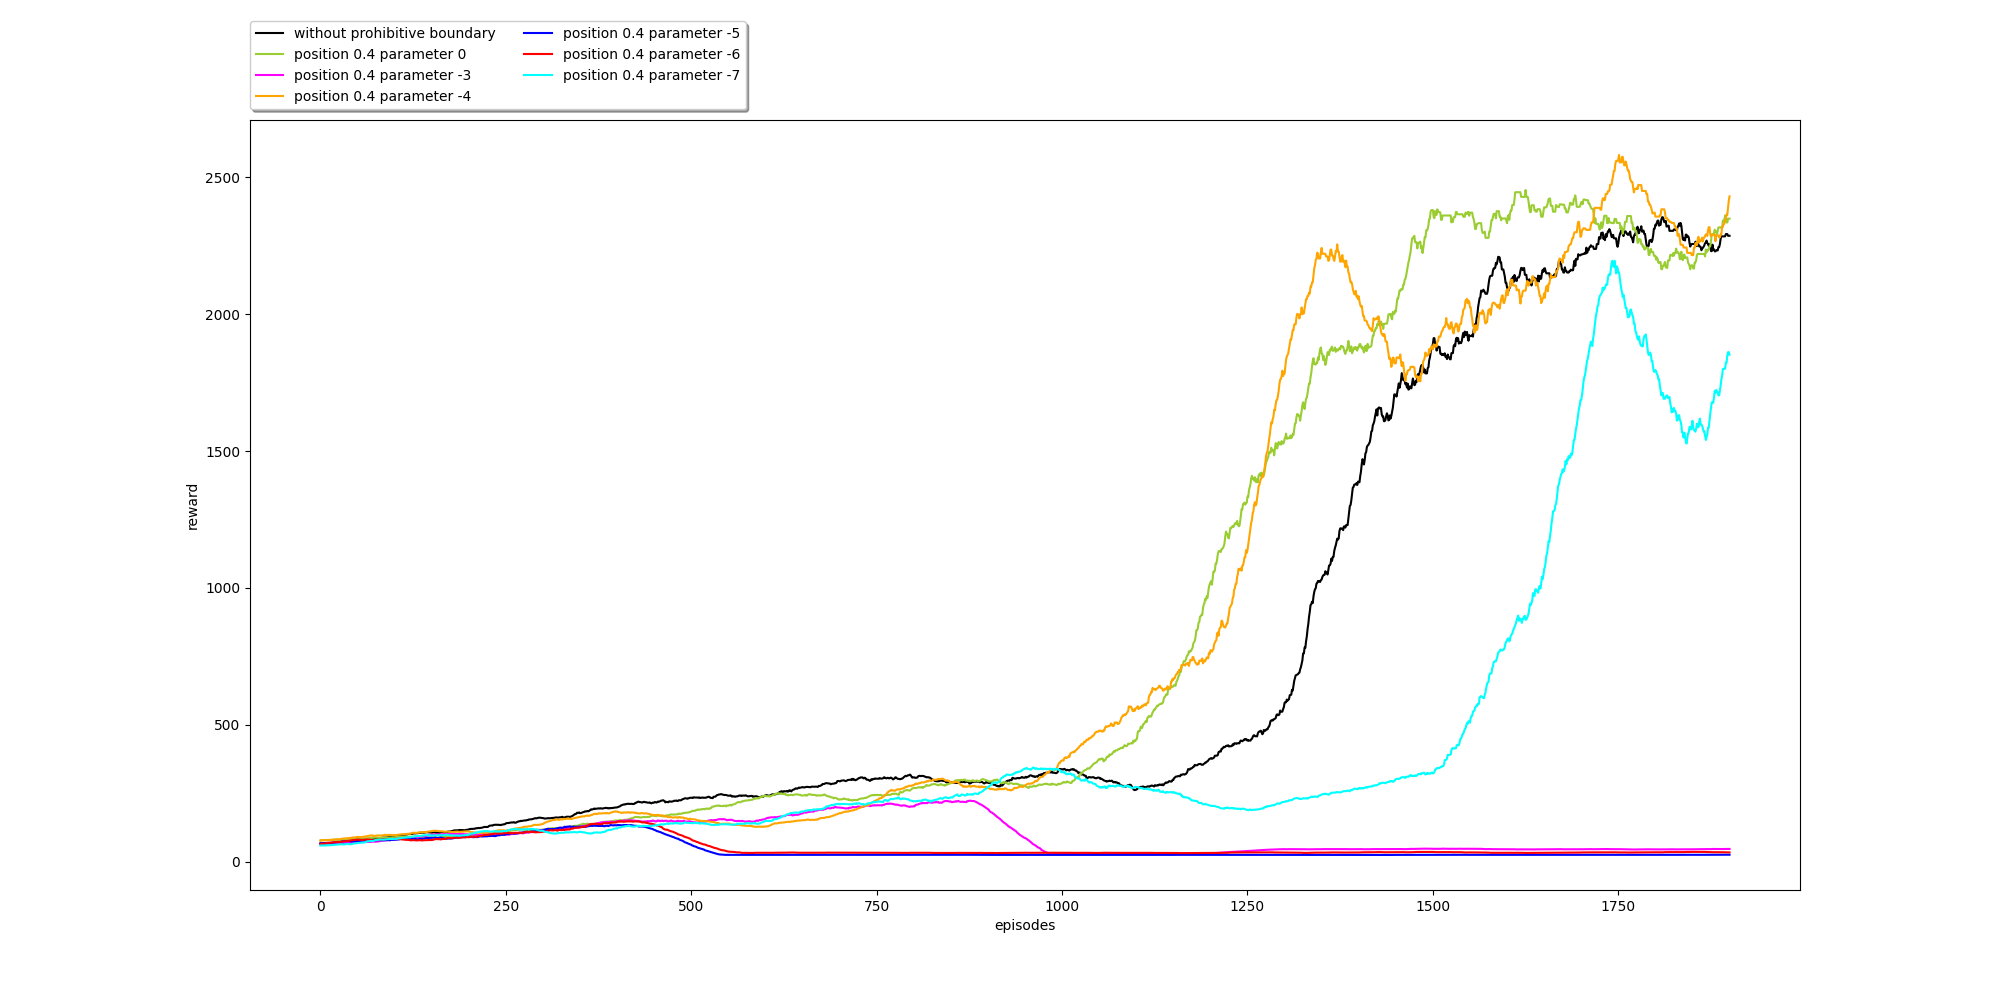 without prohibitive boundary
position 0.4 parameter 0
position 0.4 parameter -3
position 0.4 parameter -4
position 0.4 parameter -5
position 0.4 parameter -6
position 0.4 parameter -7
2500
2000
1500
1000
500
0
reward
0 250 500 750 1000 1250 1500 1750
episodes